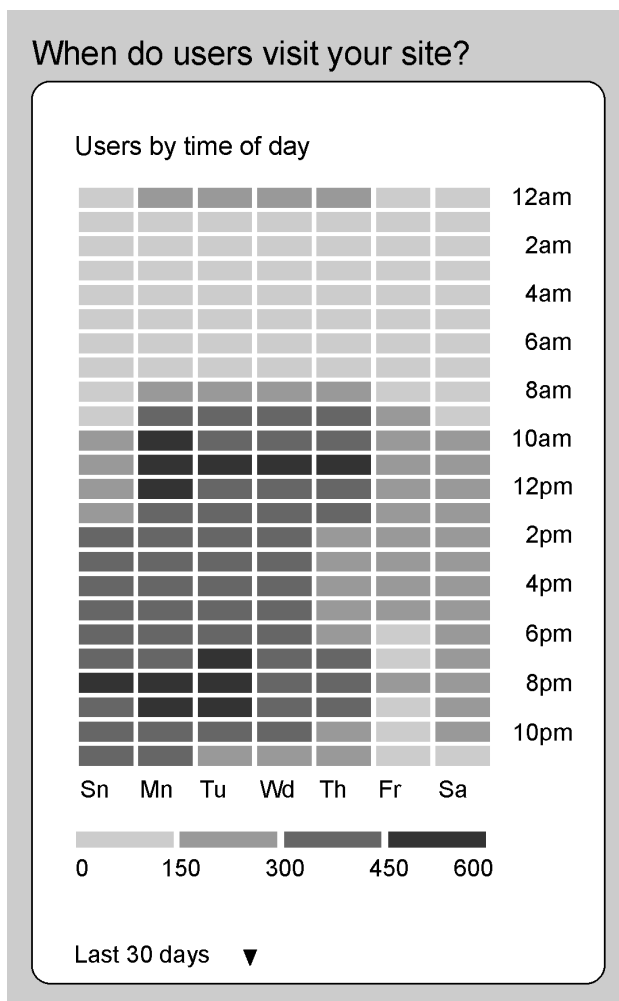 When do users visit your site?
Users by time of day
12am
2am
4am
6am
8am
10am
12pm
2pm
4pm
6pm
8pm
10pm
Sn Mn Tu Wd Th Fr Sa
0 150 300 450 600
Last 30 days ▼